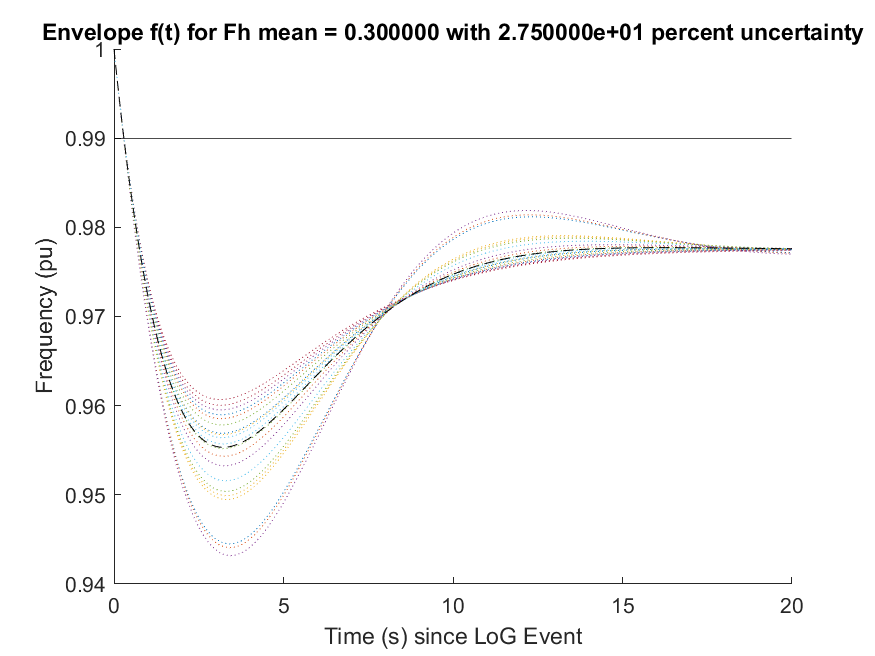 Envelope f(t) for Fh mean = 0.300000 with 2.750000e+01 percent uncertainty
1
0.99
0.98
0.97
0.96
0.95
0.94
Frequency (pu)
0 5 10 15 20
Time (s) since LoG Event